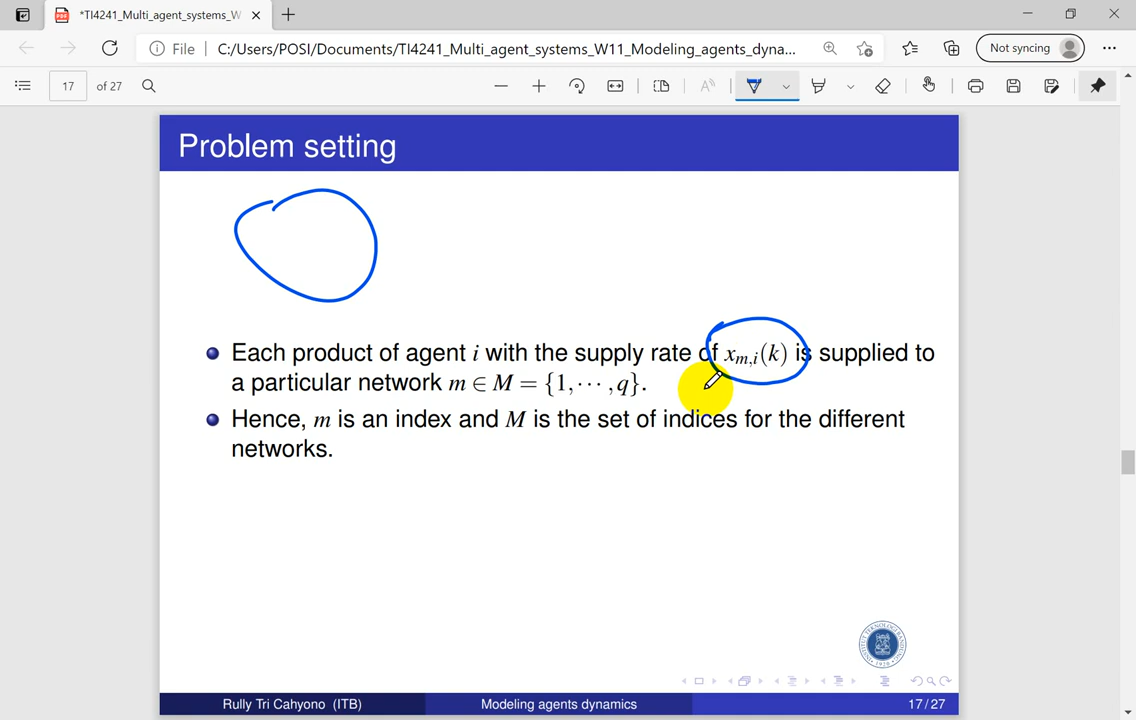 *TI4241_Multi_agent_systems_W
File
C:/Users/POSI/Documents/TI4241_Multi_agent_systems_W11_Modeling_agents_dyna...
Not syncing
17
of 27
Problem setting
Each product of agent i with the supply rate of x_{m,i}(k) is supplied to
a particular network m ∈ M = {1, ⋯ , q}.
Hence, m is an index and M is the set of indices for the different
networks.
Rully Tri Cahyono (ITB)
Modeling agents dynamics
17/27